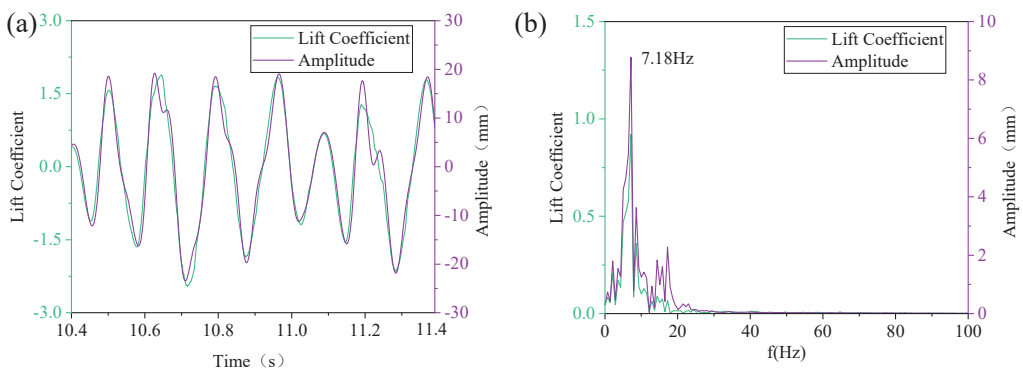 (a)
3.0
1.5
0.0
-1.5
-3.0
Lift Coefficient
Lift Coefficient
Amplitude
30
20
10
0
-10
-20
-30
Amplitude（mm）
10.4
10.6
10.8
11.0
11.2
11.4
Time（s）
(b)
1.5
1.0
0.5
0.0
Lift Coefficient
7.18Hz
Lift Coefficient
Amplitude
10
8
6
4
2
0
Amplitude（mm）
0
20
40
60
80
100
f(Hz)